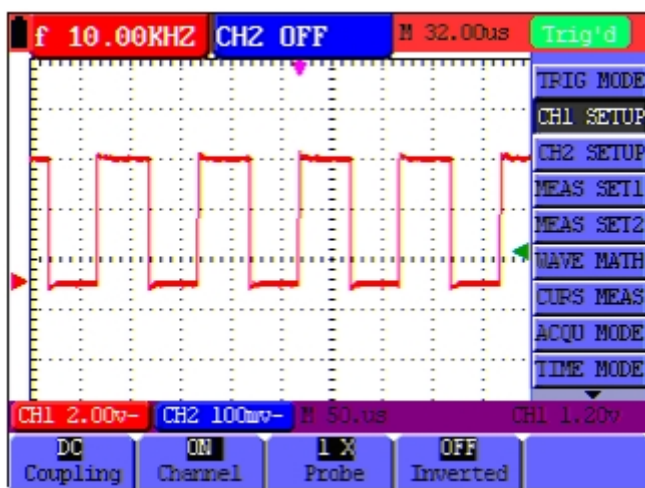 f 10.00KHZ CH2 OFF M 32.00us Trig'd
TRIG MODE
CH1 SETUP
CH2 SETUP
MEAS SET1
MEAS SET2
WAVE MATH
CURS MEAS
ACQU MODE
TIME MODE
CH1 2.00v~ CH2 100mv~ M 50.us CH1 1.20v
DC ON 1 X OFF
Coupling Channel Probe Inverted